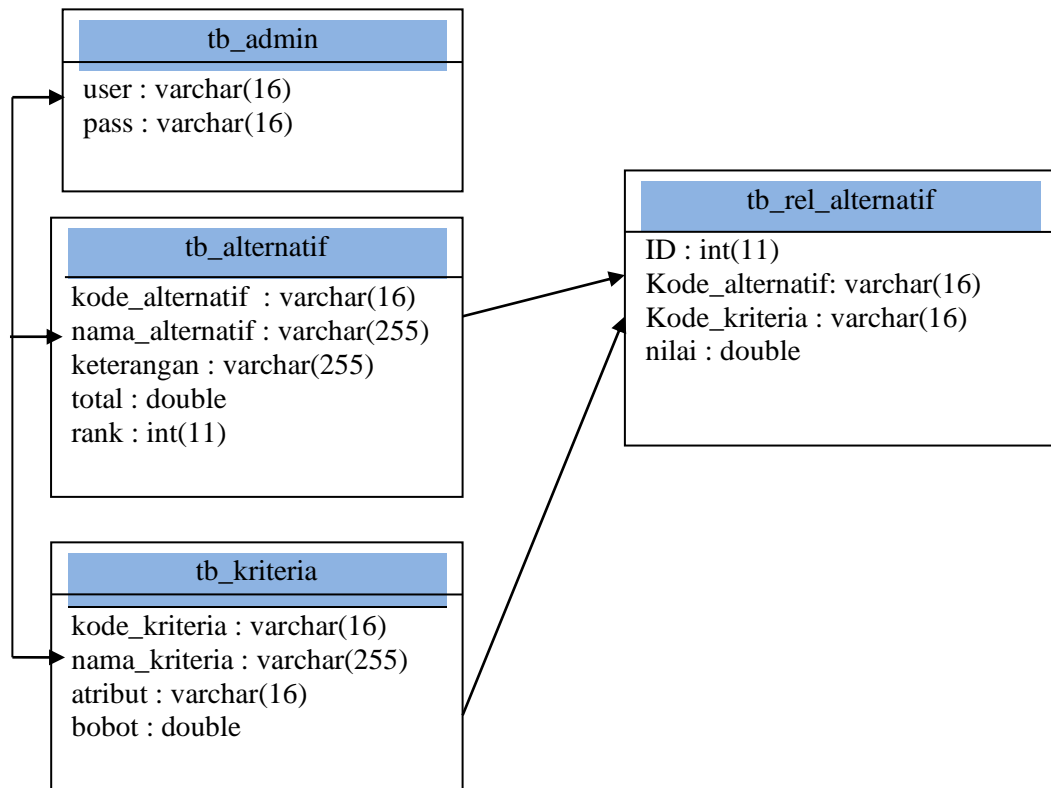 tb_admin
user : varchar(16)
pass : varchar(16)
tb_alternatif
kode_alternatif  : varchar(16)
nama_alternatif : varchar(255)
keterangan : varchar(255)
total : double
rank : int(11)
tb_kriteria
kode_kriteria : varchar(16)
nama_kriteria : varchar(255)
atribut : varchar(16)
bobot : double
tb_rel_alternatif
ID : int(11)
Kode_alternatif: varchar(16)
Kode_kriteria : varchar(16)
nilai : double